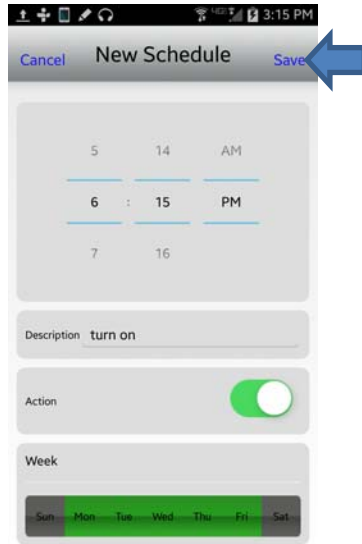 3:15 PM
Cancel New Schedule Save
5 14 AM
6 : 15 PM
7 16
Description turn on
Action
Week
Sun Mon Tue Wed Thu Fri Sat